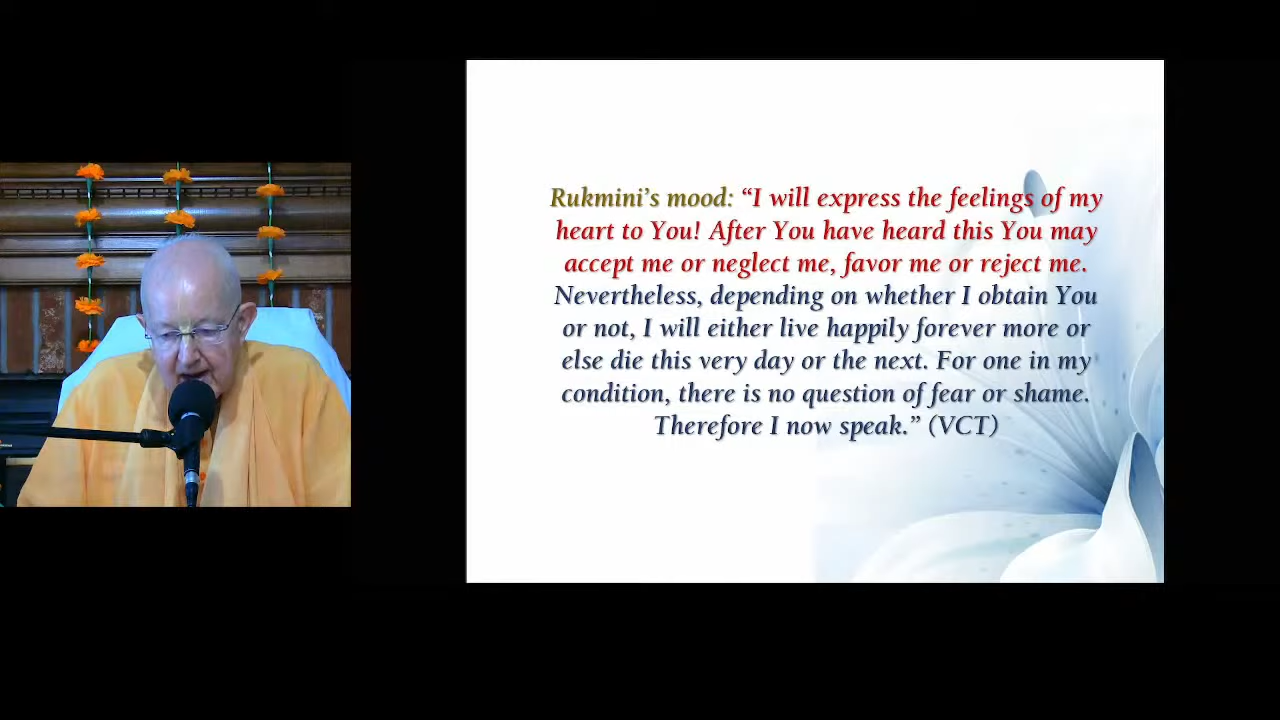 Rukmini’s mood: “I will express the feelings of my
heart to You! After You have heard this You may
accept me or neglect me, favor me or reject me.
Nevertheless, depending on whether I obtain You
or not, I will either live happily forever more or
else die this very day or the next. For one in my
condition, there is no question of fear or shame.
Therefore I now speak.” (VCT)